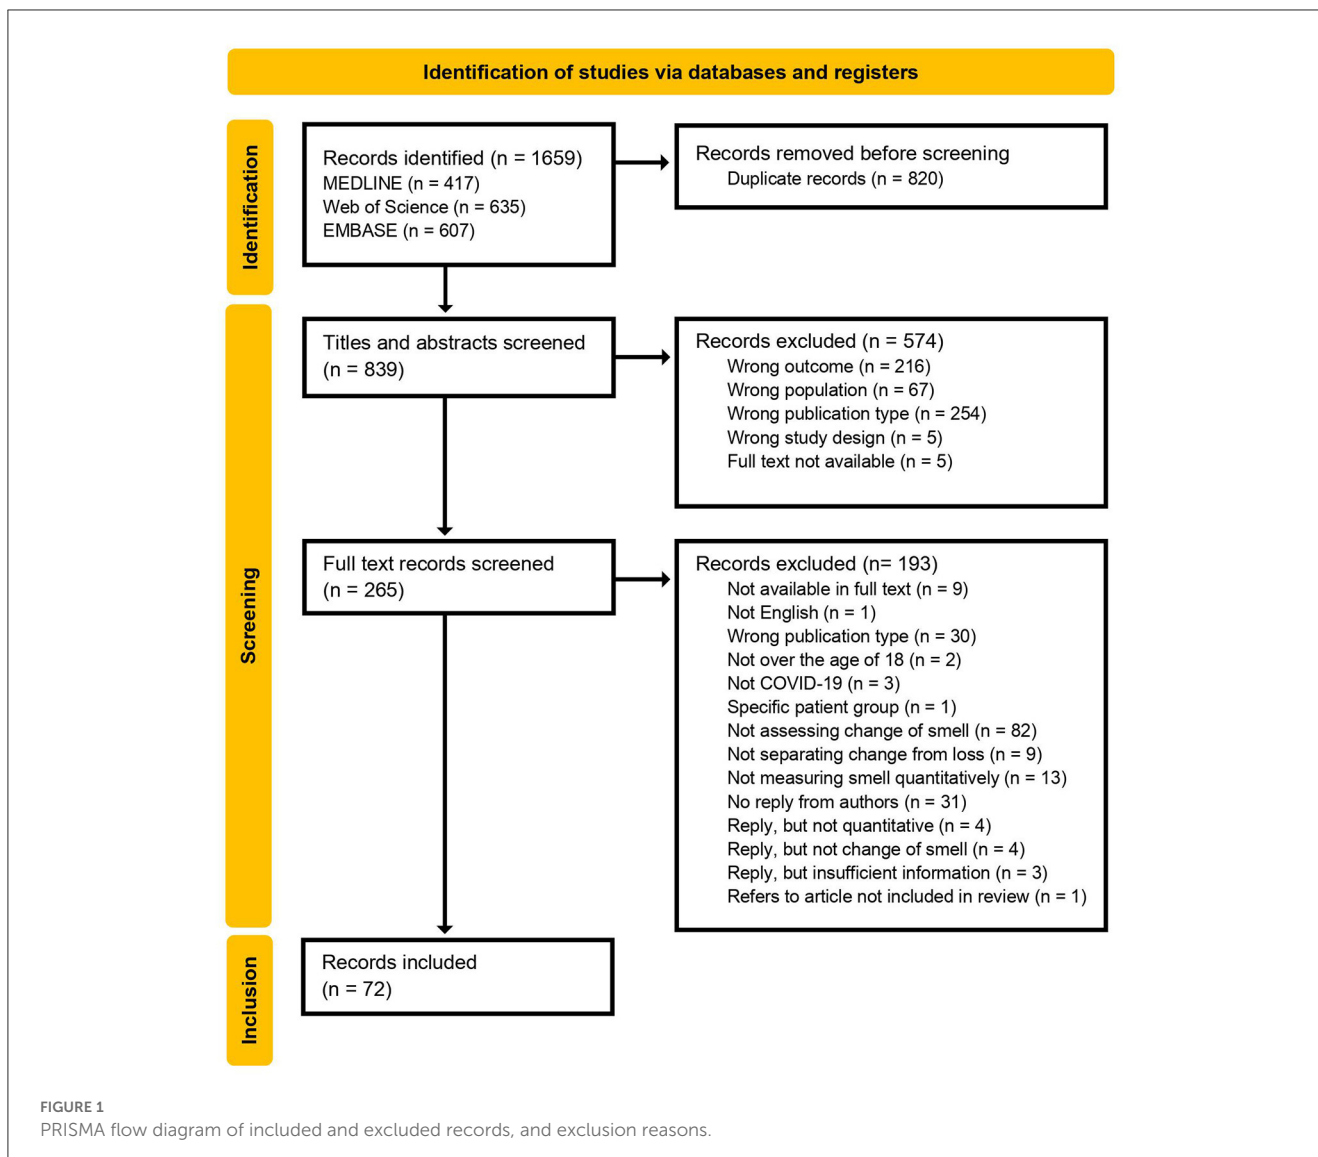 Identification of studies via databases and registers
Identification
Records identified (n = 1659)
MEDLINE (n = 417)
Web of Science (n = 635)
EMBASE (n = 607)
Records removed before screening
Duplicate records (n = 820)
Screening
Titles and abstracts screened
(n = 839)
Records excluded (n = 574)
Wrong outcome (n = 216)
Wrong population (n = 67)
Wrong publication type (n = 254)
Wrong study design (n = 5)
Full text not available (n = 5)
Full text records screened
(n = 265)
Records excluded (n= 193)
Not available in full text (n = 9)
Not English (n = 1)
Wrong publication type (n = 30)
Not over the age of 18 (n = 2)
Not COVID-19 (n = 3)
Specific patient group (n = 1)
Not assessing change of smell (n = 82)
Not separating change from loss (n = 9)
Not measuring smell quantitatively (n = 13)
No reply from authors (n = 31)
Reply, but not quantitative (n = 4)
Reply, but not change of smell (n = 4)
Reply, but insufficient information (n = 3)
Refers to article not included in review (n = 1)
Inclusion
Records included
(n = 72)
FIGURE 1
PRISMA flow diagram of included and excluded records, and exclusion reasons.